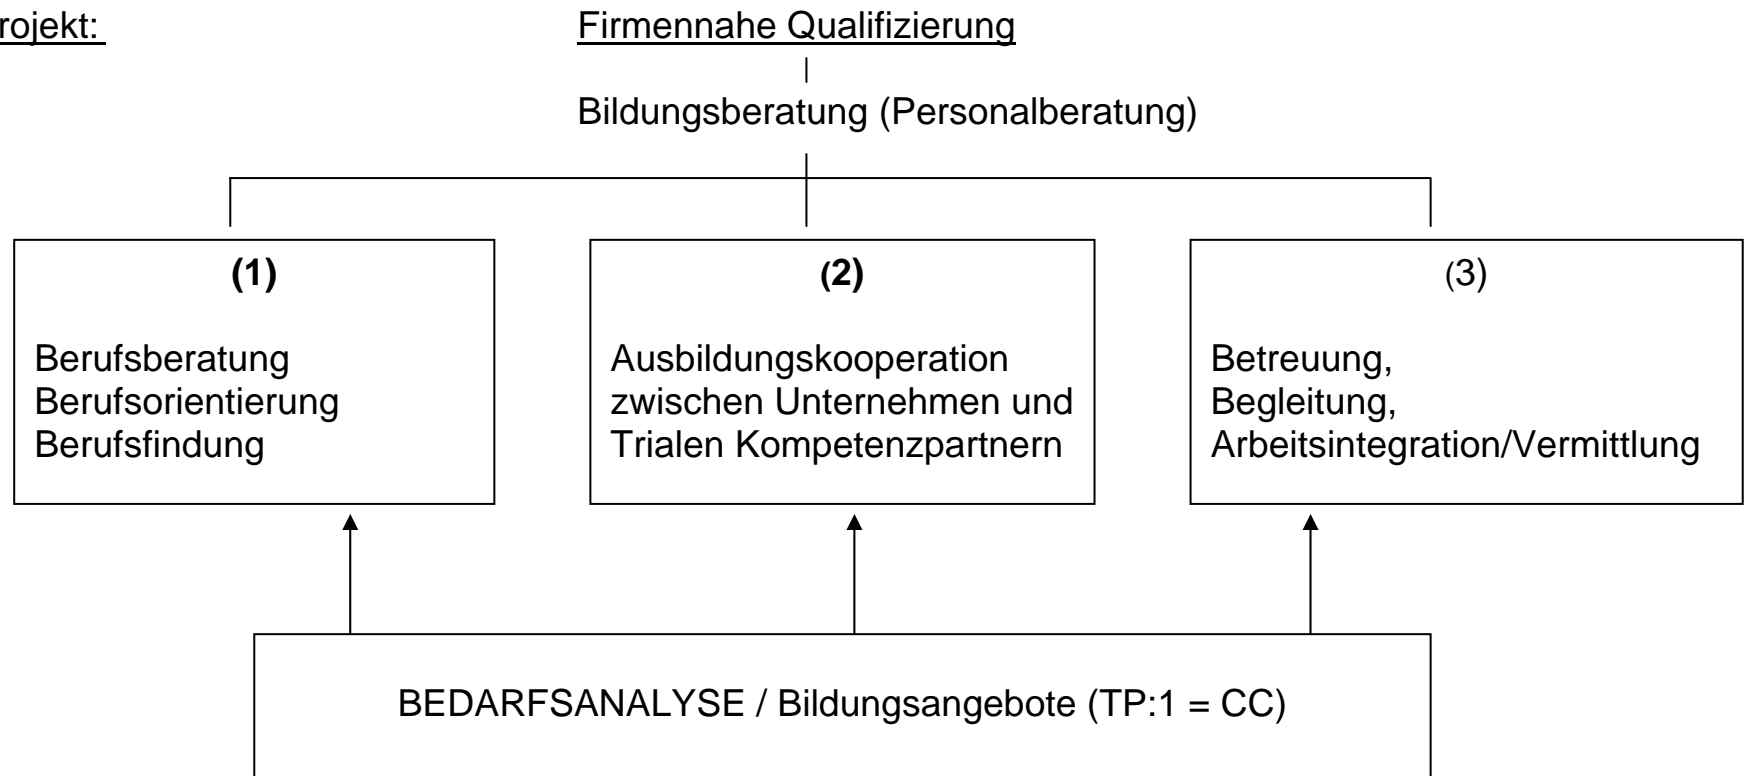 rojekt: Firmennahe Qualifizierung
Bildungsberatung (Personalberatung)
(1)
Berufsberatung
Berufsorientierung
Berufsfindung
(2)
Ausbildungskooperation
zwischen Unternehmen und
Trialen Kompetenzpartnern
(3)
Betreuung,
Begleitung,
Arbeitsintegration/Vermittlung
BEDARFSANALYSE / Bildungsangebote (TP:1 = CC)